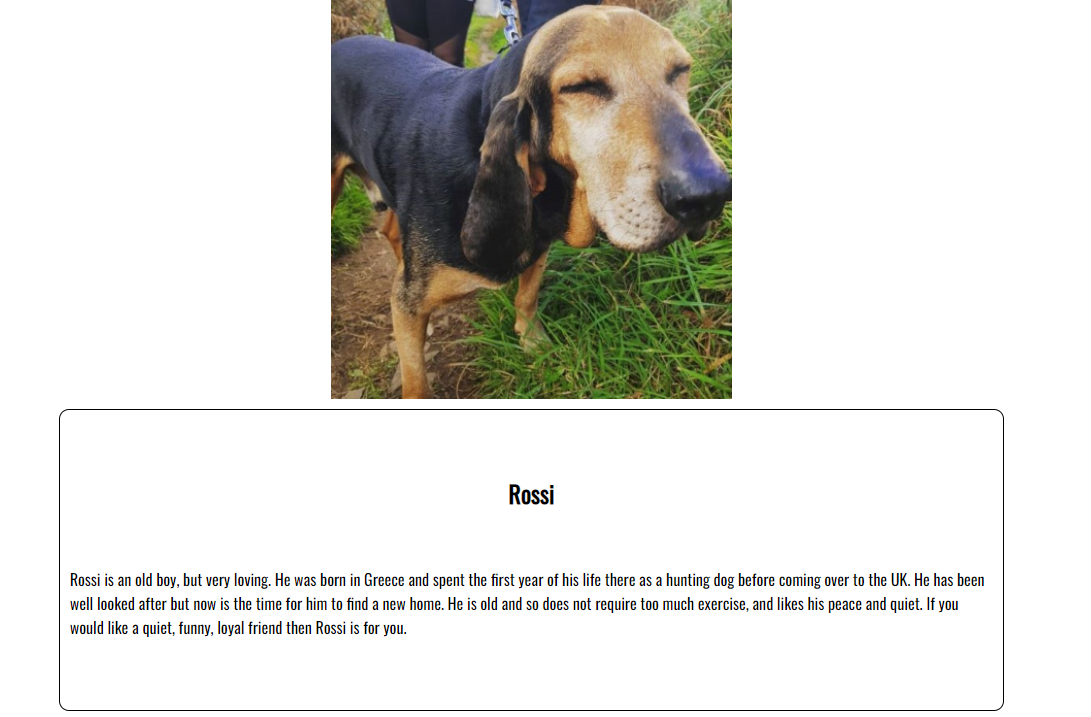 Rossi
Rossi is an old boy, but very loving. He was born in Greece and spent the first year of his life there as a hunting dog before coming over to the UK. He has been
well looked after but now is the time for him to find a new home. He is old and so does not require too much exercise, and likes his peace and quiet. If you
would like a quiet, funny, loyal friend then Rossi is for you.